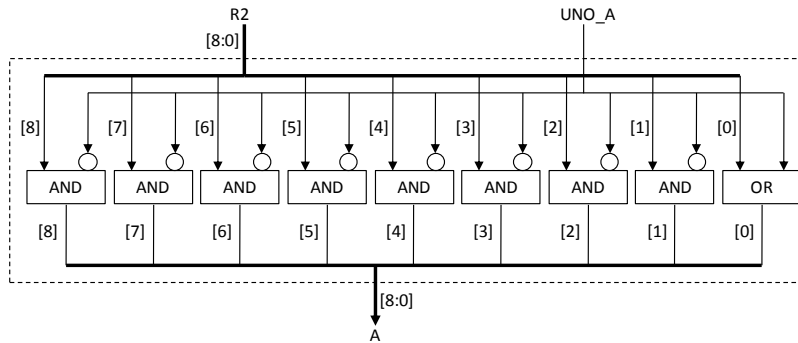 R2 UNO_A
[8:0]
[8] [7] [6] [5] [4] [3] [2] [1] [0]
AND AND AND AND AND AND AND AND OR
[8] [7] [6] [5] [4] [3] [2] [1] [0]
[8:0]
A